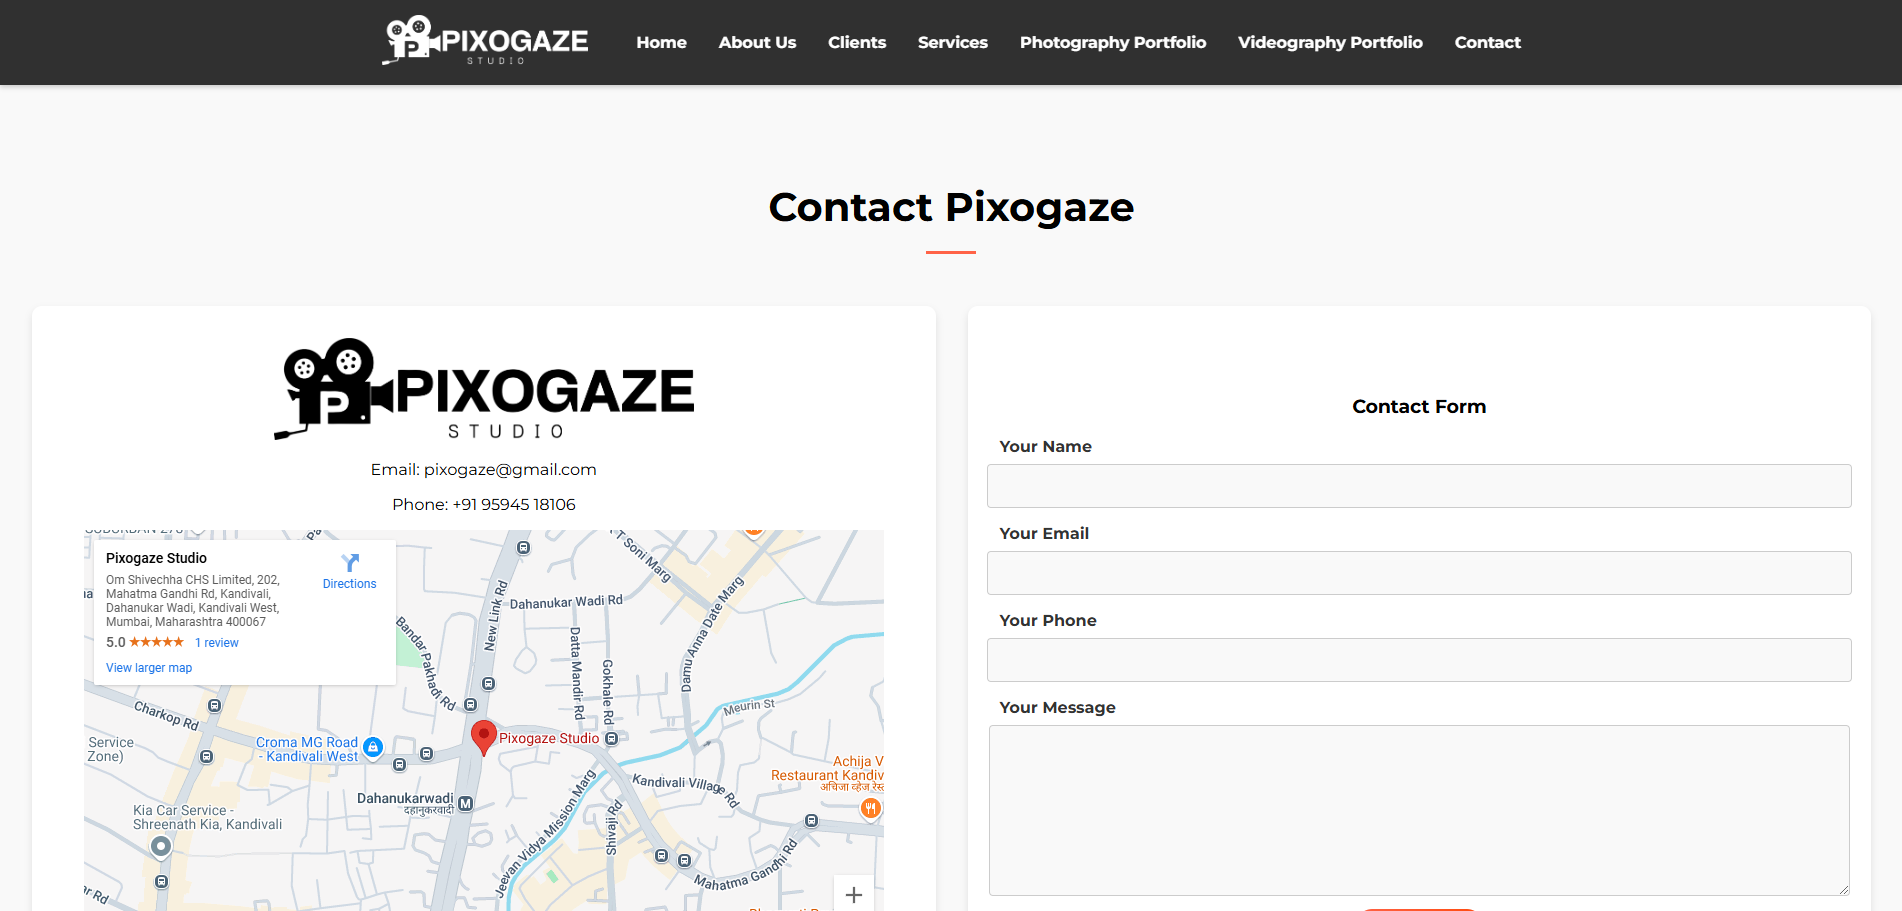 PIXOGAZE
STUDIO
Home
About Us
Clients
Services
Photography Portfolio
Videography Portfolio
Contact
Contact Pixogaze
P
PIXOGAZE
STUDIO
Email: pixogaze@gmail.com
Phone: +91 95945 18106
Pixogaze Studio
Om Shivechha CHS Limited, 202,
Mahatma Gandhi Rd, Kandivali,
Dahanukar Wadi, Kandivali West,
Mumbai, Maharashtra 400067
5.0
1 review
View larger map
Directions
T Soni Marg
New Link Rd
Dahanukar Wadi Rd
Bandar Pakhadi Rd
Datta Mandir Rd
Gokhale Rd
Damu Anna Date Marg
Meurin St
Charkop Rd
Service
Zone)
Croma MG Road
- Kandivali West
Pixogaze Studio
Achija V
Restaurant Kandiv
Kandivali Village Rd
Dahanukarwadi
M
दहानुकरवादी
Kia Car Service -
Shreenath Kia, Kandivali
Jeevan Vidya Mission Marg
Shivaji Rd
Mahatma Gandhi Rd
ar Rd
Contact Form
Your Name
Your Email
Your Phone
Your Message